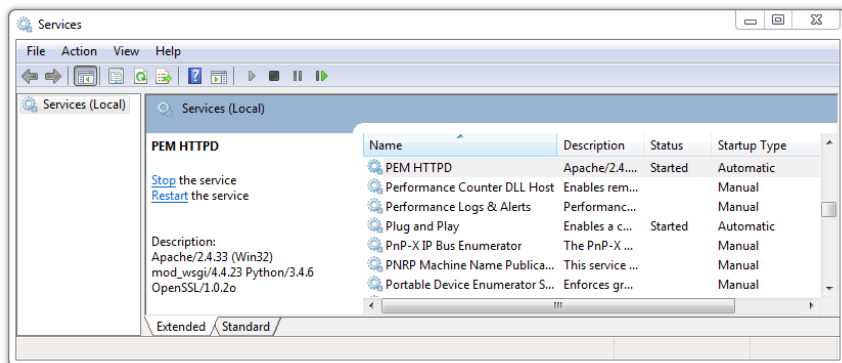 Services
File Action View Help
Services (Local)
Services (Local)
PEM HTTPD
Stop the service
Restart the service
Description:
Apache/2.4.33 (Win32)
mod_wsgi/4.4.23 Python/3.4.6
OpenSSL/1.0.2o
Name Description Status Startup Type
PEM HTTPD Apache/2.4.... Started Automatic
Performance Counter DLL Host Enables rem... Manual
Performance Logs & Alerts Performanc... Manual
Plug and Play Enables a c... Started Automatic
PnP-X IP Bus Enumerator The PnP-X ... Manual
PNRP Machine Name Publica... This service ... Manual
Portable Device Enumerator S... Enforces gr... Manual
Extended Standard